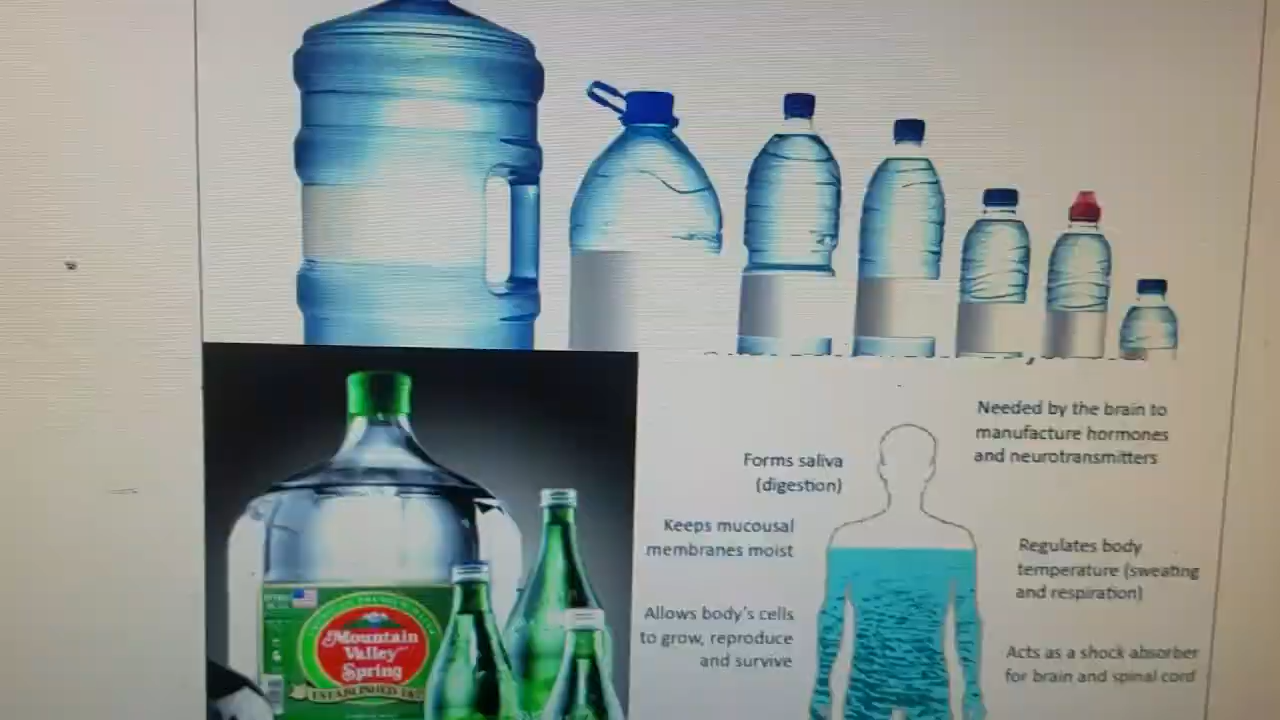 Mountain
Valley
Spring
ESTABLISHED
Forms saliva
(digestion)
Keeps mucousal
membranes moist
Allows body's cells
to grow, reproduce
and survive
Needed by the brain to
manufacture hormones
and neurotransmitters
Regulates body
temperature (sweating
and respiration)
Acts as a shock absorber
for brain and spinal cord